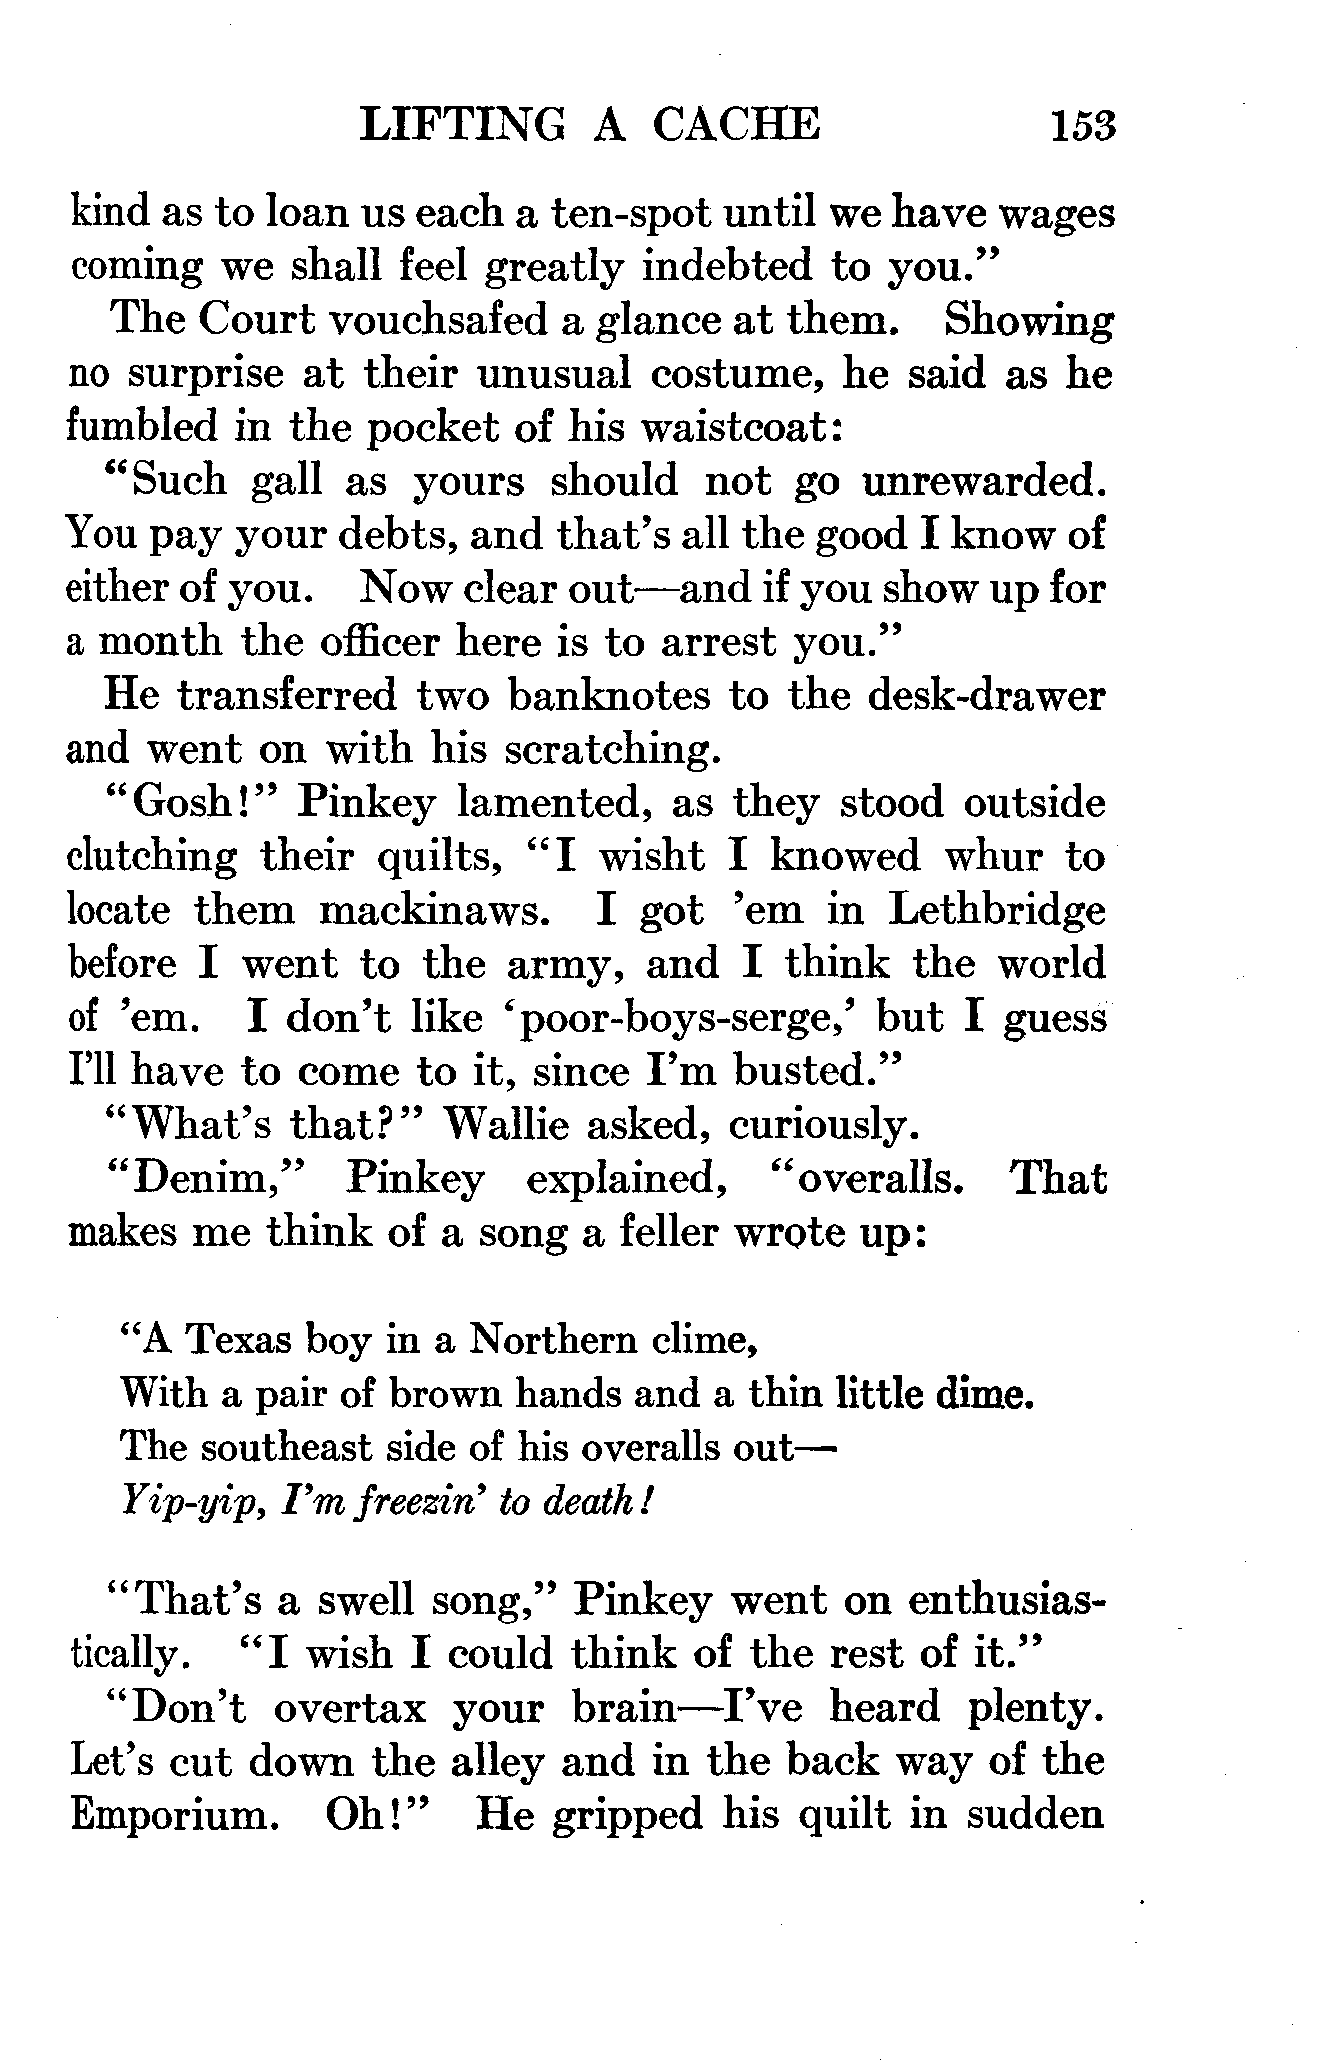 LIFTING A CACHE 153
kind as to loan us each a ten-spot until we have wages
coming we shall feel greatly indebted to you.”
The Court vouchsafed a glance at them. Showing
no surprise at their unusual costume, he said as he
fumbled in the pocket of his waistcoat:
“Such gall as yours should not go unrewarded.
You pay your debts, and that’s all the good I know of
either of you. Now clear out—and if you show up for
a month the officer here is to arrest you.”
He transferred two banknotes to the desk-drawer
and went on with his scratching.
“Gosh!” Pinkey lamented, as they stood outside
clutching their quilts, “I wisht I knowed whur to
locate them mackinaws. I got ’em in Lethbridge
before I went to the army, and I think the world
of ’em. I don’t like ‘poor-boys-serge,’ but I guess
I’ll have to come to it, since I’m busted.”
“What’s that?” Wallie asked, curiously.
“Denim,” Pinkey explained, “overalls. That
makes me think of a song a feller wrote up:
“A Texas boy in a Northern clime,
With a pair of brown hands and a thin little dime.
The southeast side of his overalls out—
Yip-yip, I’m freezin’ to death!
“That’s a swell song,” Pinkey went on enthusias-
tically. “I wish I could think of the rest of it.”
“Don’t overtax your brain—I’ve heard plenty.
Let’s cut down the alley and in the back way of the
Emporium. Oh!” He gripped his quilt in sudden